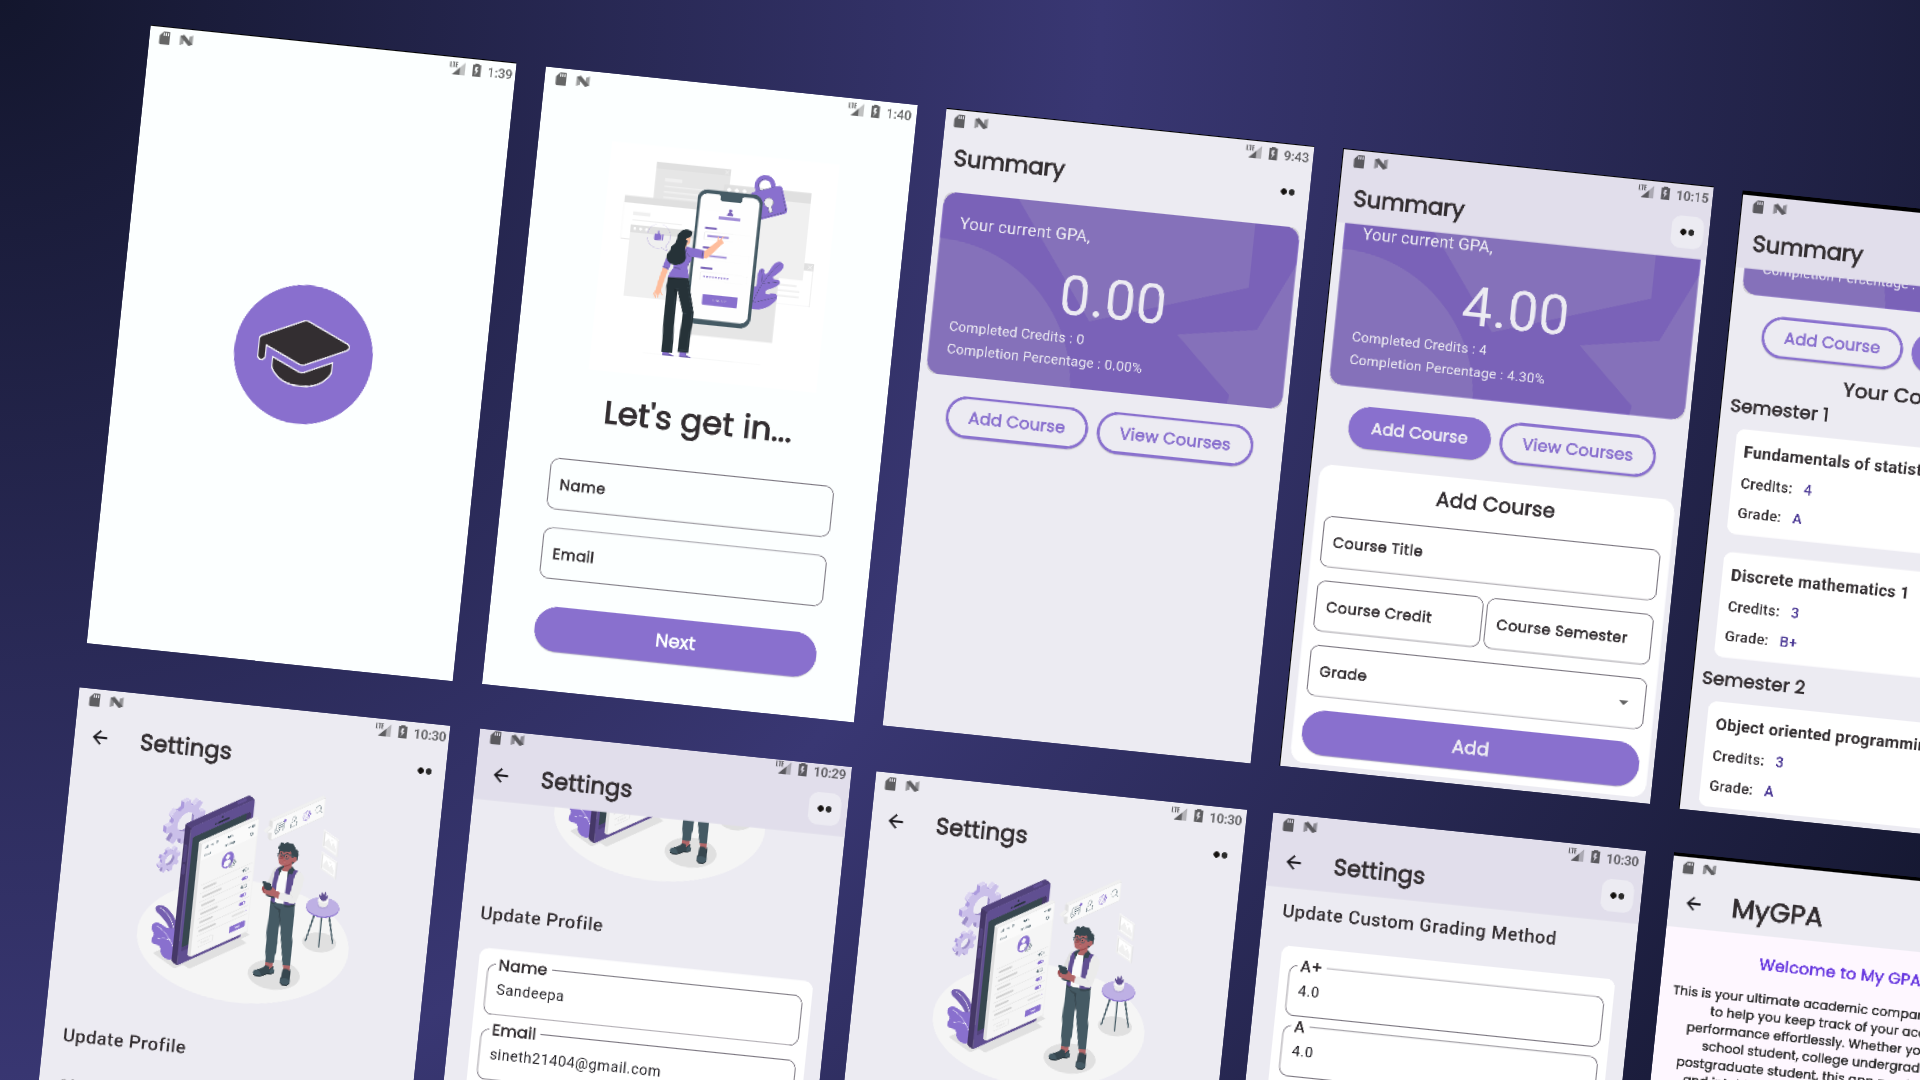 1:39
1:40
Let's get in...
Name
Email
Next
9:43
Summary
Your current GPA,
0.00
Completed Credits : 0
Completion Percentage : 0.00%
Add Course
View Courses
10:15
Summary
Your current GPA,
4.00
Completed Credits : 4
Completion Percentage : 4.30%
Add Course
View Courses
Add Course
Course Title
Course Credit
Course Semester
Grade
Add
Summary
Completion Percentage :
Add Course
Your Co
Semester 1
Fundamentals of statist
Credits: 4
Grade: A
Discrete mathematics 1
Credits: 3
Grade: B+
Semester 2
Object oriented programmi
Credits: 3
Grade: A
10:30
Settings
Update Profile
10:29
Settings
Update Profile
Name
Sandeepa
Email
sineth21404@gmail.com
10:30
Settings
10:30
Settings
Update Custom Grading Method
A+
4.0
A
4.0
MyGPA
Welcome to My GPA
This is your ultimate academic compa
to help you keep track of your aca
performance effortlessly. Whether yo
school student, college undergrad
postgraduate student, this app